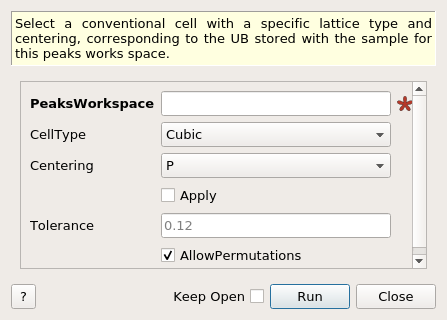 Select a conventional cell with a specific lattice type and
centering, corresponding to the UB stored with the sample for
this peaks works space.
PeaksWorkspace
CellType Cubic
Centering P
Apply
Tolerance 0.12
AllowPermutations
? Keep Open Run Close